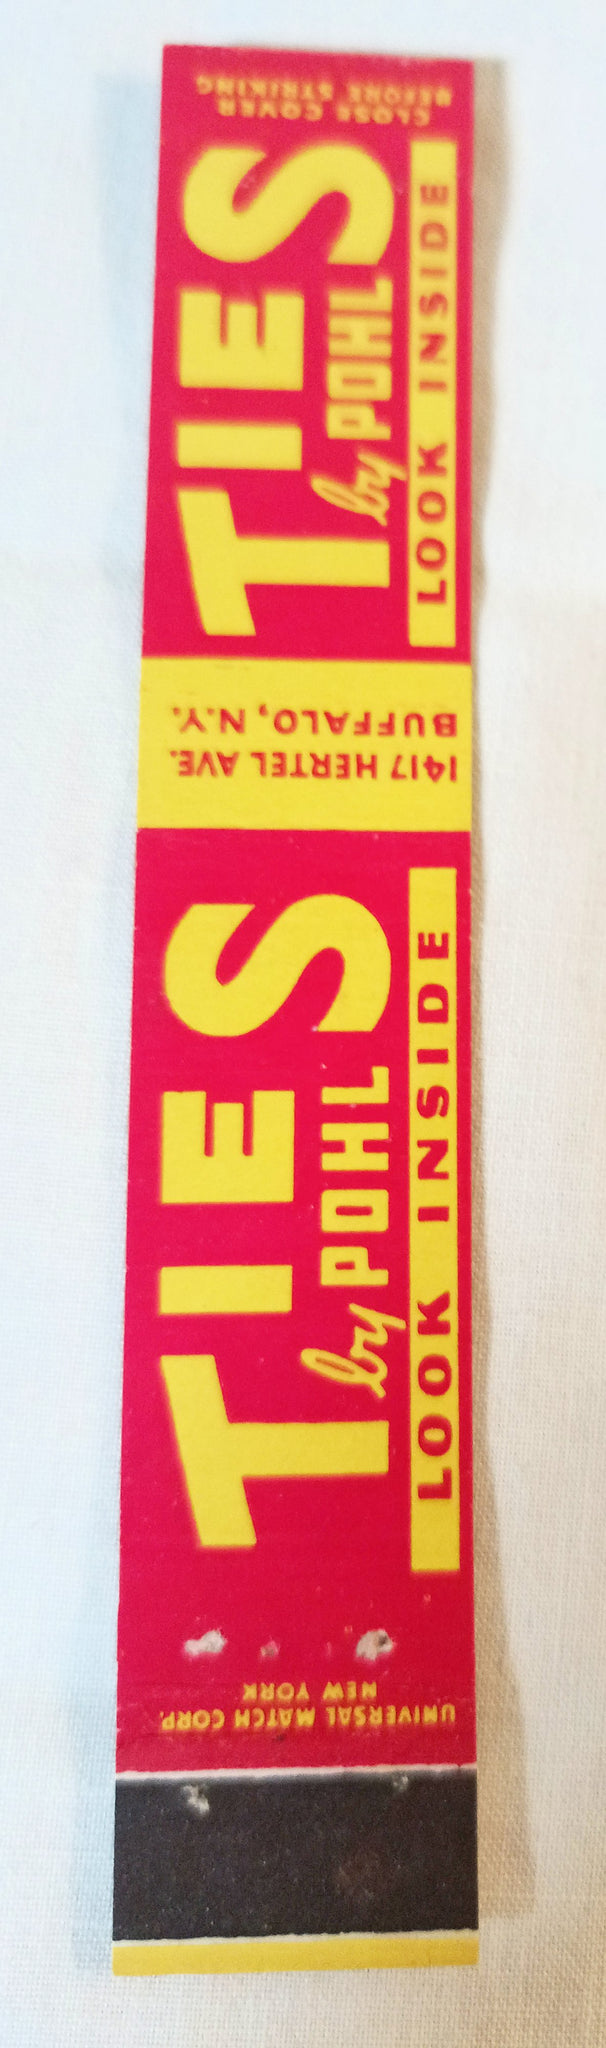 CLOSE COVER
BEFORE STRIKING
TIES
by POHL
LOOK INSIDE
1417 HERTEL AVE.
BUFFALO, N.Y.
TIES
by POHL
LOOK INSIDE
UNIVERSAL MATCH CORP.
NEW YORK